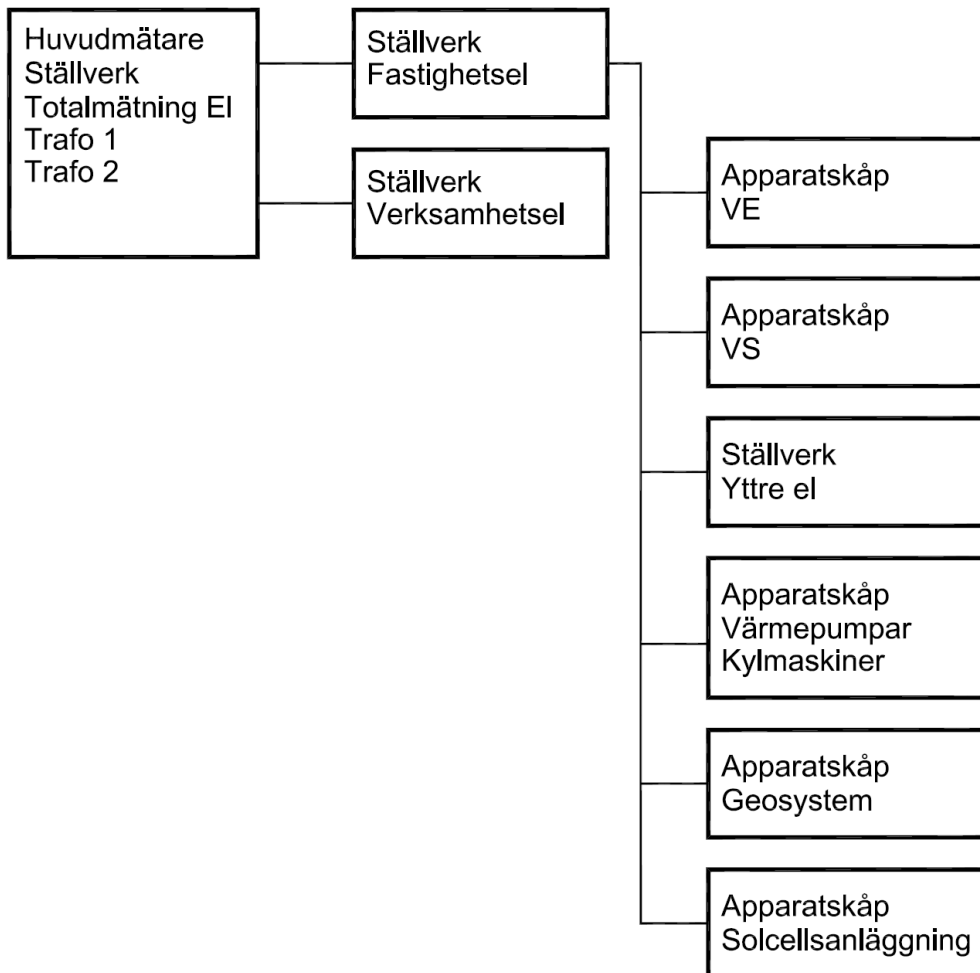 Huvudmätare
Ställverk
Totalmätning El
Trafo 1
Trafo 2
Ställverk
Fastighetsel
Ställverk
Verksamhetsel
Apparatskåp
VE
Apparatskåp
VS
Ställverk
Yttre el
Apparatskåp
Värmepumpar
Kylmaskiner
Apparatskåp
Geosystem
Apparatskåp
Solcellsanläggning